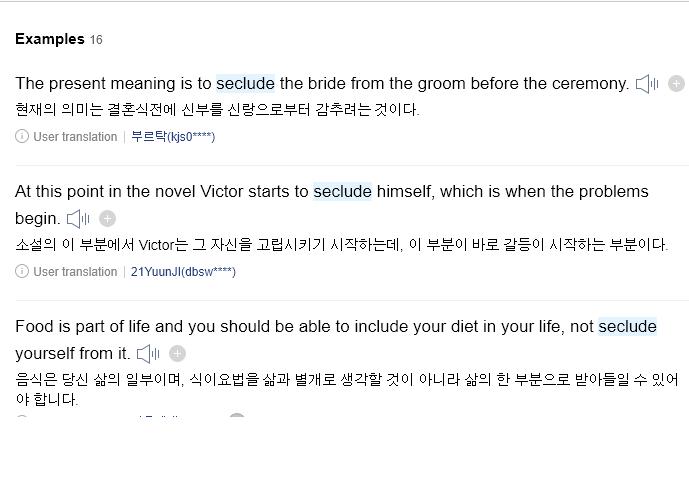 Examples 16
The present meaning is to seclude the bride from the groom before the ceremony.
현재의 의미는 결혼식전에 신부를 신랑으로부터 감추려는 것이다.
User translation | 부르탁(kjs0****)
At this point in the novel Victor starts to seclude himself, which is when the problems
begin.
소설의 이 부분에서 Victor는 그 자신을 고립시키기 시작하는데, 이 부분이 바로 갈등이 시작하는 부분이다.
User translation | 21YuunJI(dbsw****)
Food is part of life and you should be able to include your diet in your life, not seclude
yourself from it.
음식은 당신 삶의 일부이며, 식이요법을 삶과 별개로 생각할 것이 아니라 삶의 한 부분으로 받아들일 수 있어
야 합니다.